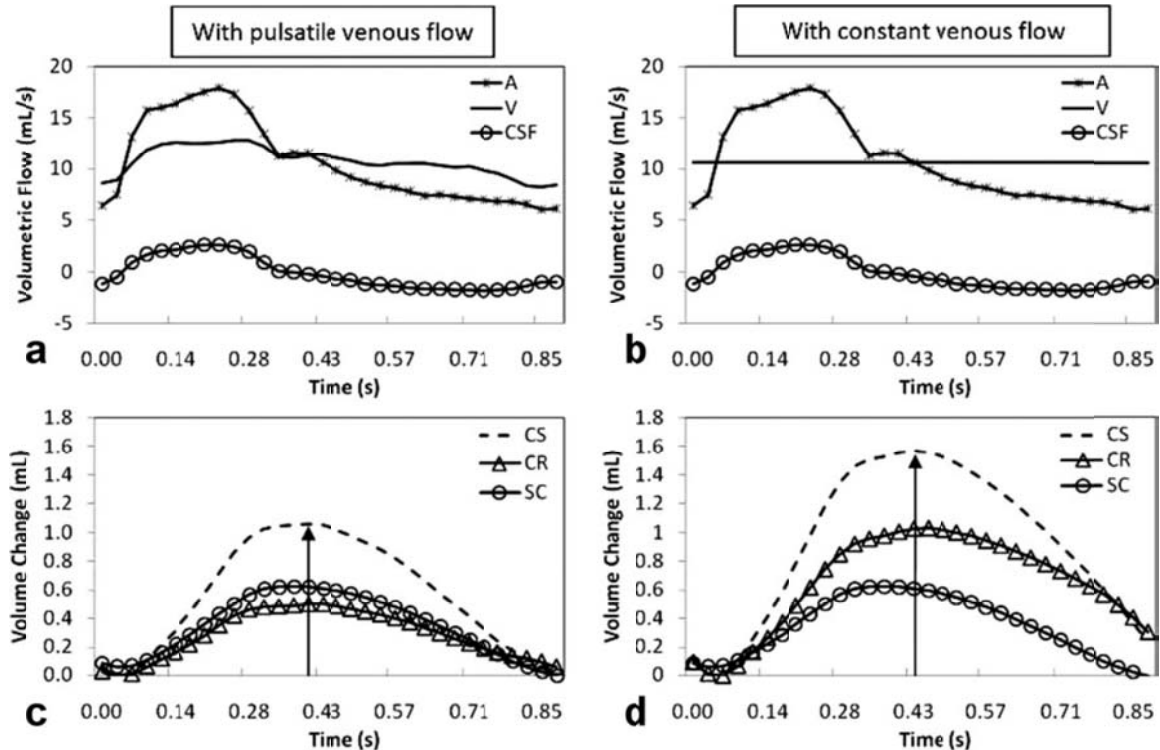 With pulsatile venous flow
With constant venous flow
Volumetric Flow (mL/s)
20
15
10
5
0
-5
A
V
CSF
0.00 0.14 0.28 0.43 0.57 0.71 0.85
Time (s)
a
Volumetric Flow (mL/s)
20
15
10
5
0
-5
A
V
CSF
0.00 0.14 0.28 0.43 0.57 0.71 0.85
Time (s)
b
Volume Change (mL)
1.8
1.6
1.4
1.2
1.0
0.8
0.6
0.4
0.2
0.0
CS
CR
SC
0.00 0.14 0.28 0.43 0.57 0.71 0.85
Time (s)
c
Volume Change (mL)
1.8
1.6
1.4
1.2
1
0.8
0.6
0.4
0.2
0
CS
CR
SC
0.00 0.14 0.28 0.43 0.57 0.71 0.85
Time (s)
d